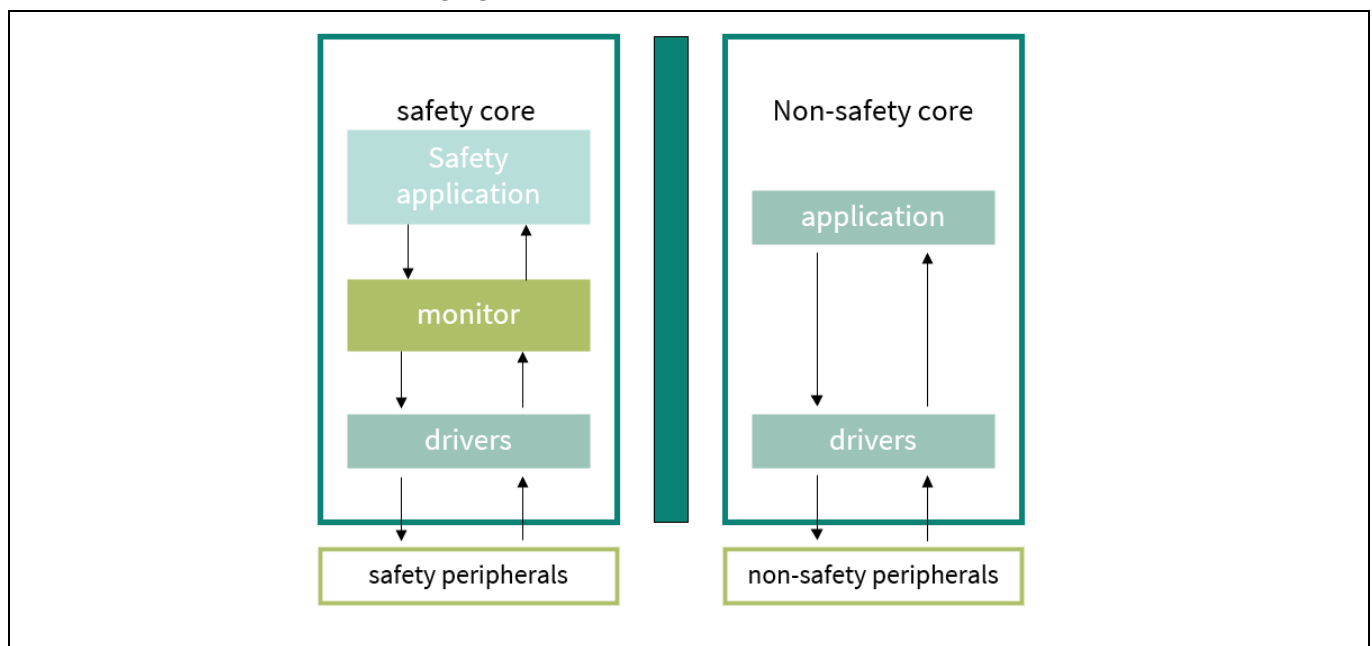 safety core
Safety
application
monitor
drivers
safety peripherals
Non-safety core
application
drivers
non-safety peripherals